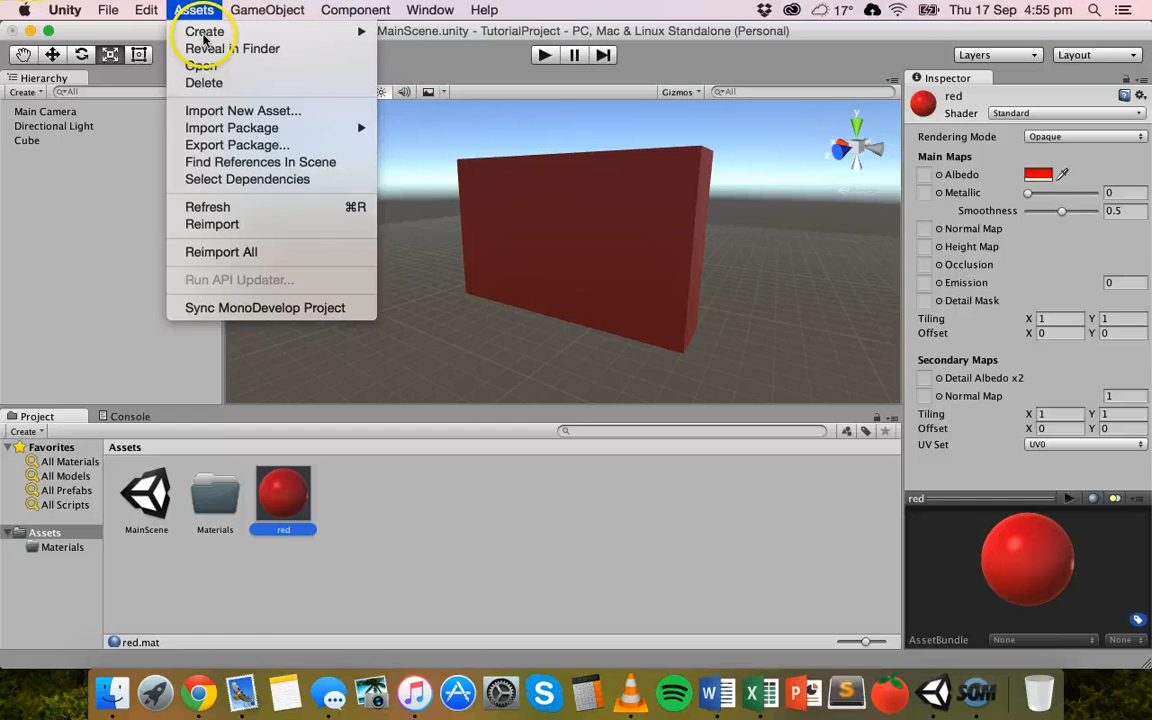 Unity File Edit Assets GameObject Component Window Help 17° Thu 17 Sep 4:55 pm
MainScene.unity - TutorialProject - PC, Mac & Linux Standalone (Personal)
Create
Reveal in Finder
Open
Delete
Import New Asset...
Import Package
Export Package...
Find References In Scene
Select Dependencies
Refresh ⌘R
Reimport
Reimport All
Run API Updater...
Sync MonoDevelop Project
Layers Layout
Hierarchy
Create All
Main Camera
Directional Light
Cube
Gizmos All
x
Inspector
red
Shader Standard
Rendering Mode Opaque
Main Maps
Albedo
Metallic 0
Smoothness 0.5
Normal Map
Height Map
Occlusion
Emission 0
Detail Mask
Tiling X 1 Y 1
Offset X 0 Y 0
Secondary Maps
Detail Albedo x2
Normal Map 1
Tiling X 1 Y 1
Offset X 0 Y 0
UV Set UV0
Project Console
Create
Favorites
All Materials
All Models
All Prefabs
All Scripts
Assets
Materials
Assets
MainScene Materials red
red.mat
red
AssetBundle None None
SOM